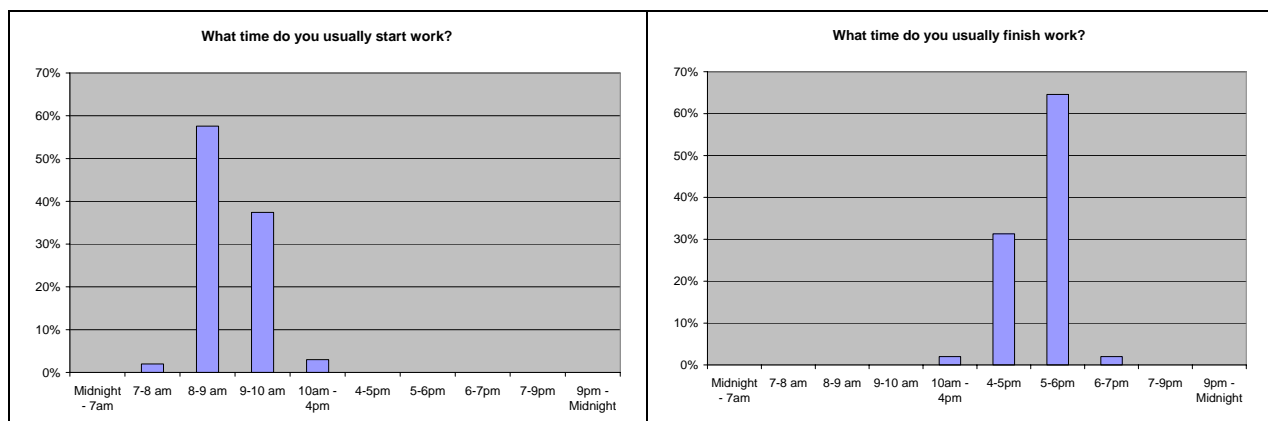 What time do you usually start work?
70%
60%
50%
40%
30%
20%
10%
0%
Midnight - 7am
7-8 am
8-9 am
9-10 am
10am - 4pm
4-5pm
5-6pm
6-7pm
7-9pm
9pm - Midnight
What time do you usually finish work?
70%
60%
50%
40%
30%
20%
10%
0%
Midnight - 7am
7-8 am
8-9 am
9-10 am
10am - 4pm
4-5pm
5-6pm
6-7pm
7-9pm
9pm - Midnight